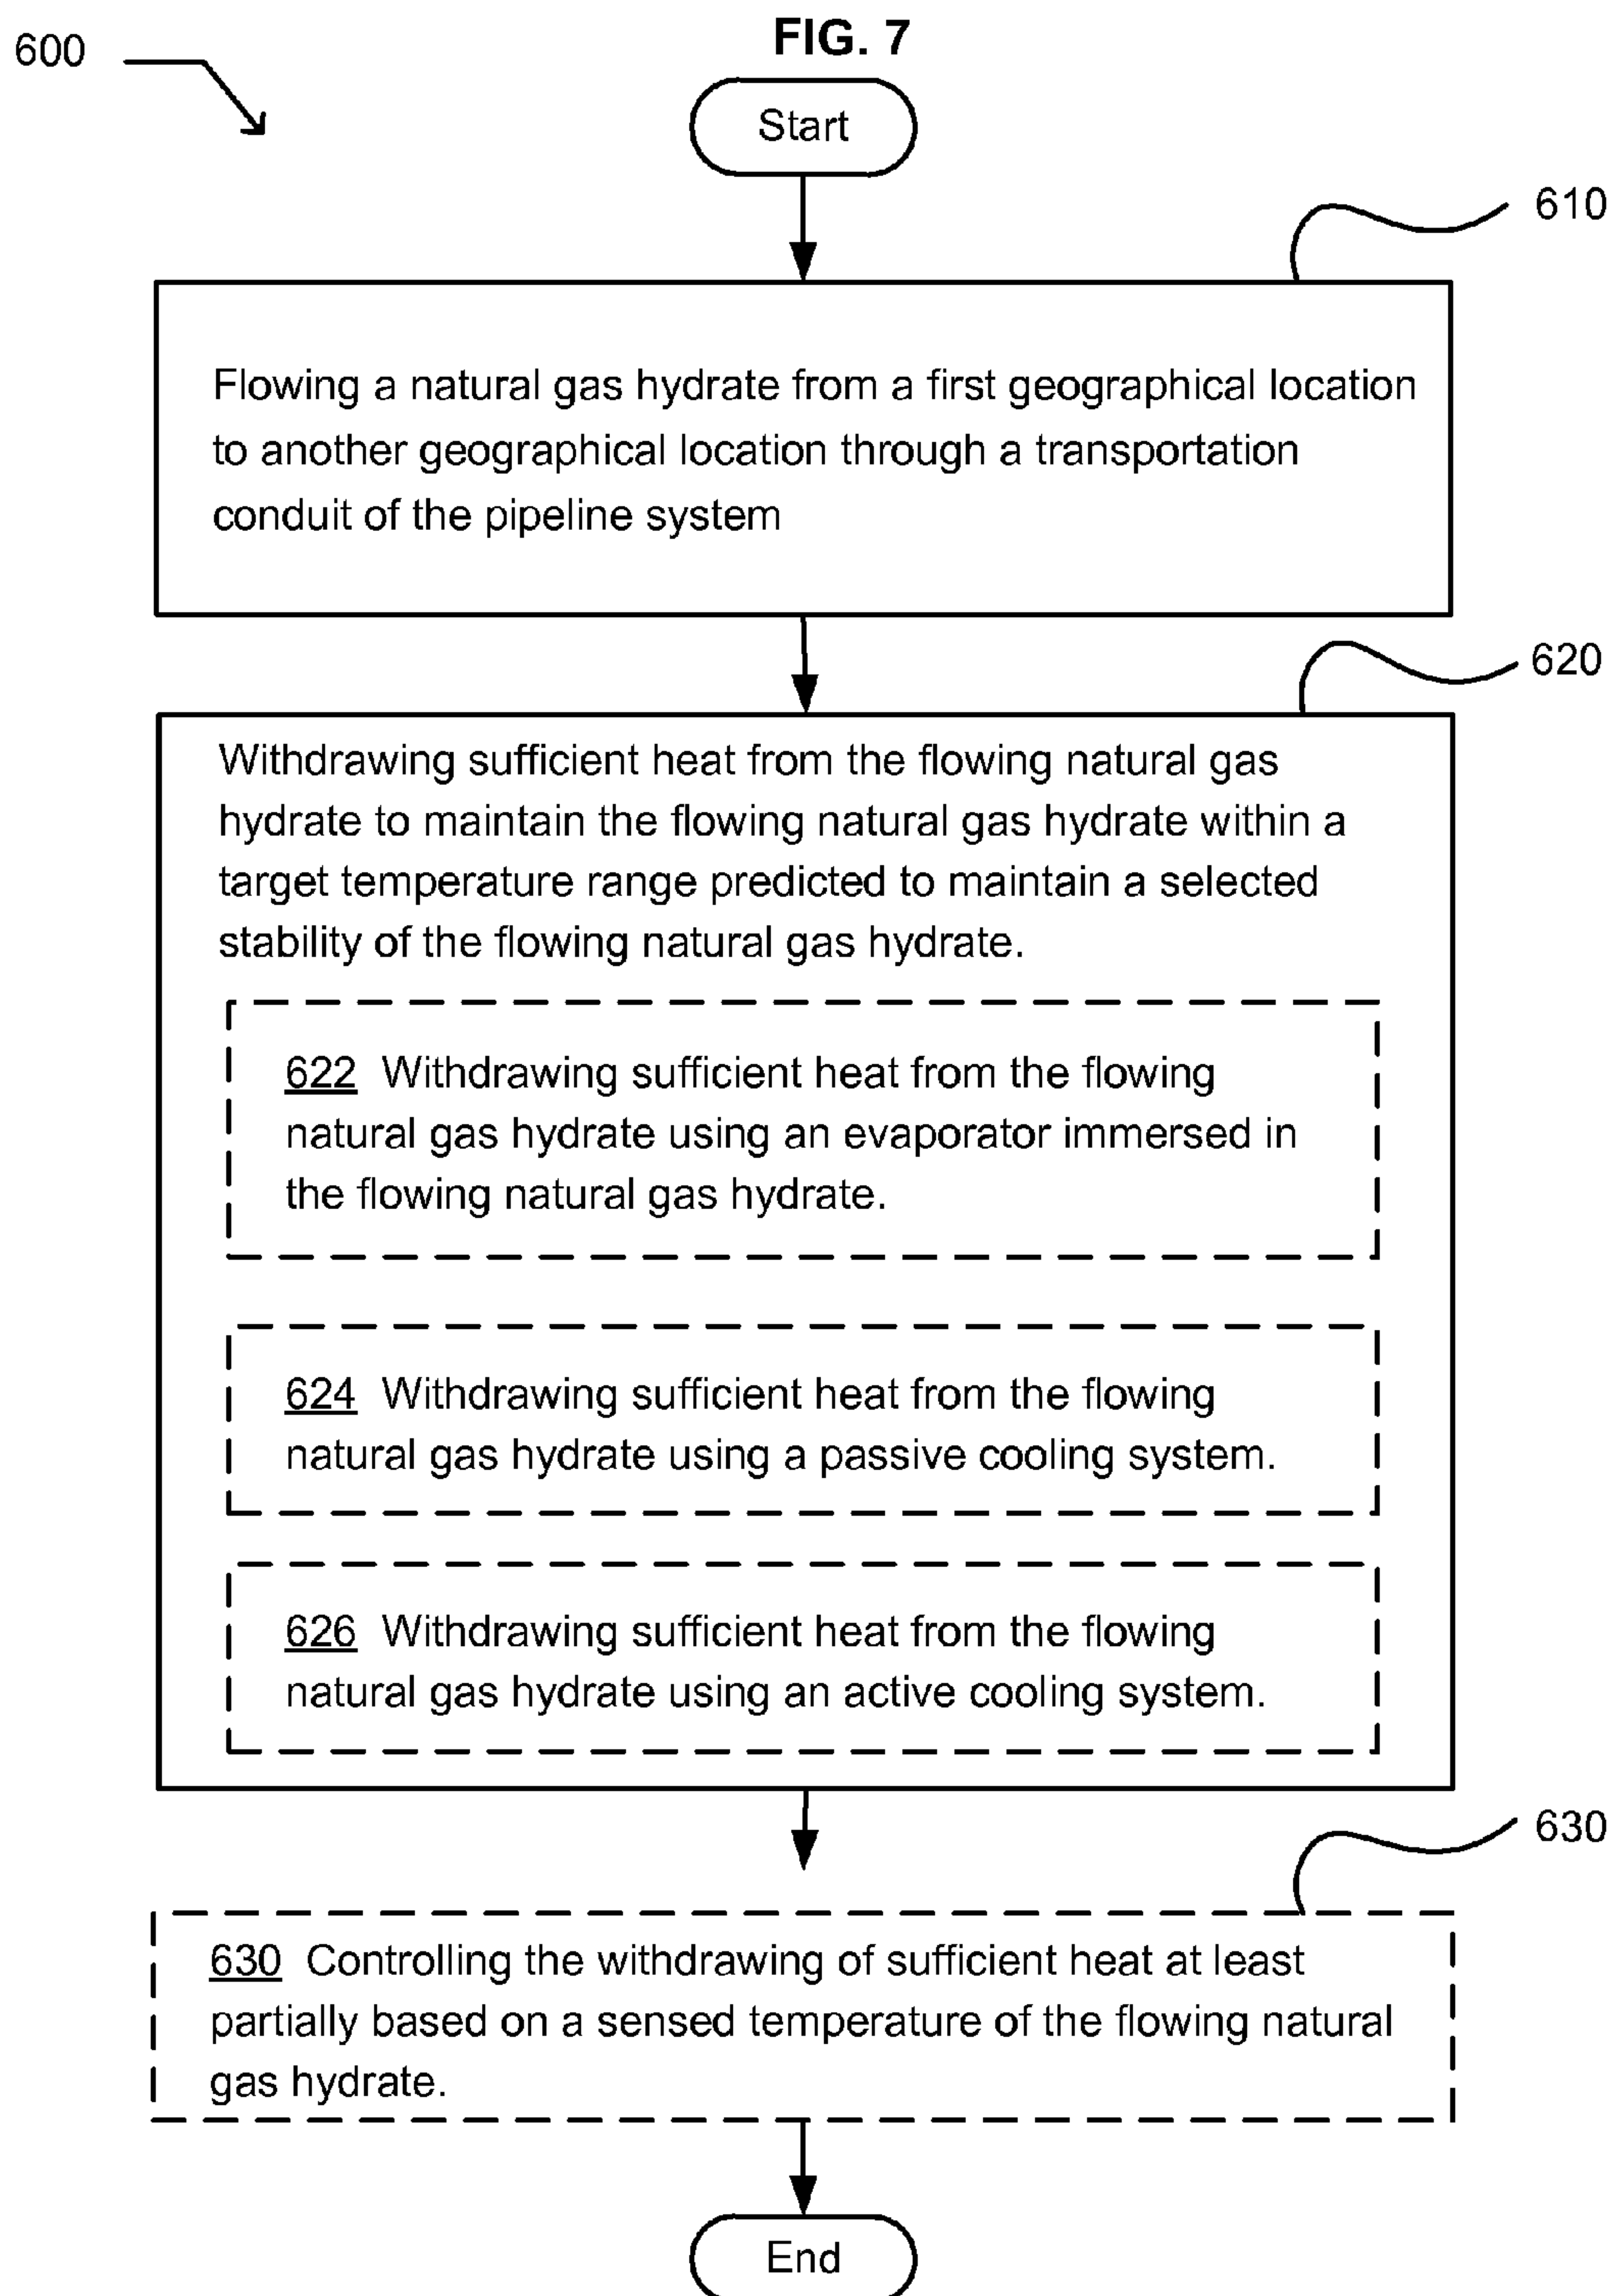 FIG. 7
600
Start
610
Flowing a natural gas hydrate from a first geographical location
to another geographical location through a transportation
conduit of the pipeline system
620
Withdrawing sufficient heat from the flowing natural gas
hydrate to maintain the flowing natural gas hydrate within a
target temperature range predicted to maintain a selected
stability of the flowing natural gas hydrate.
622 Withdrawing sufficient heat from the flowing
natural gas hydrate using an evaporator immersed in
the flowing natural gas hydrate.
624 Withdrawing sufficient heat from the flowing
natural gas hydrate using a passive cooling system.
626 Withdrawing sufficient heat from the flowing
natural gas hydrate using an active cooling system.
630
630 Controlling the withdrawing of sufficient heat at least
partially based on a sensed temperature of the flowing natural
gas hydrate.
End